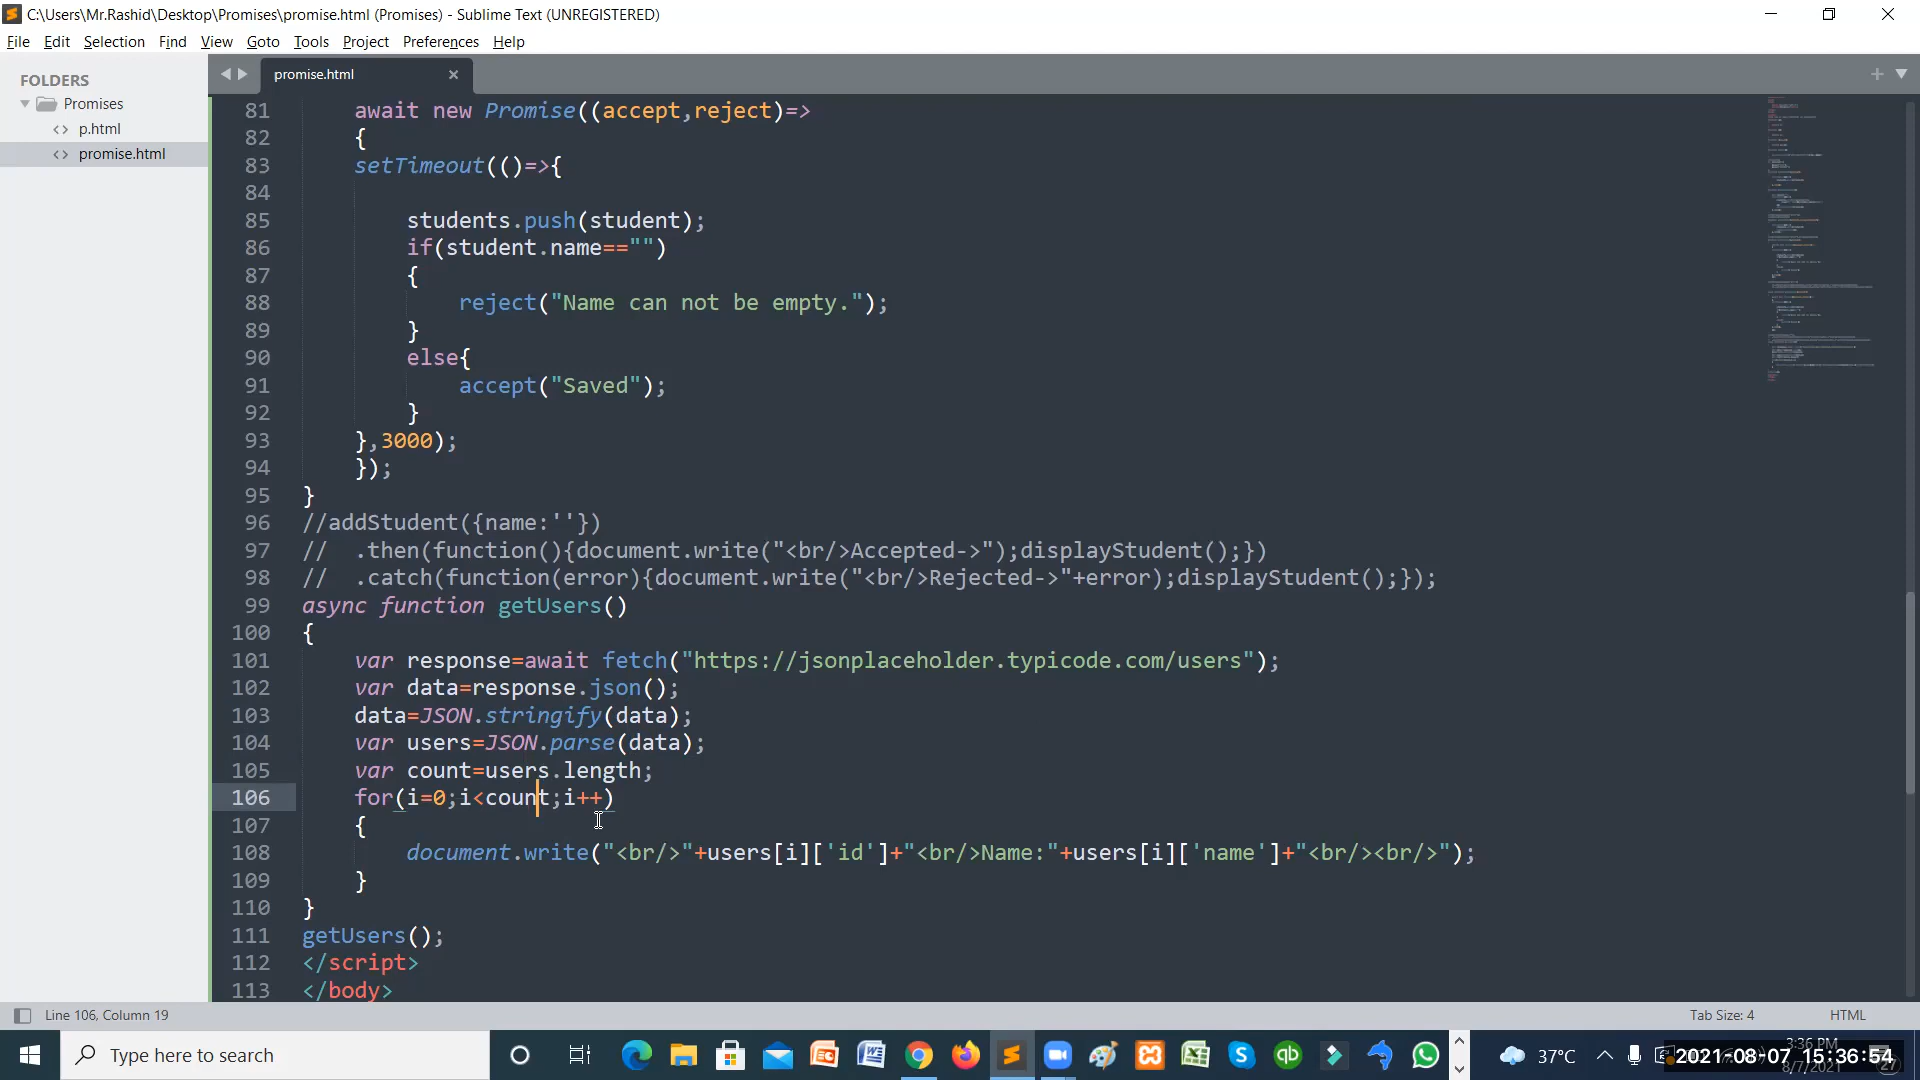 C:\Users\Mr.Rashid\Desktop\Promises\promise.html (Promises) - Sublime Text (UNREGISTERED)
File Edit Selection Find View Goto Tools Project Preferences Help
FOLDERS
Promises
p.html
promise.html
promise.html
81 await new Promise((accept,reject)=>
82 {
83 setTimeout(()=>{
84
85 students.push(student);
86 if(student.name=="")
87 {
88 reject("Name can not be empty.");
89 }
90 else{
91 accept("Saved");
92 }
93 },3000);
94 });
95 }
96 //addStudent({name:''})
97 // .then(function(){document.write("<br/>Accepted->");displayStudent();})
98 // .catch(function(error){document.write("<br/>Rejected->"+error);displayStudent();});
99 async function getUsers()
100 {
101 var response=await fetch("https://jsonplaceholder.typicode.com/users");
102 var data=response.json();
103 data=JSON.stringify(data);
104 var users=JSON.parse(data);
105 var count=users.length;
106 for(i=0;i<count;i++)
107 {
108 document.write("<br/>"+users[i]['id']+"<br/>Name:"+users[i]['name']+"<br/><br/>");
109 }
110 }
111 getUsers();
112 </script>
113 </body>
Line 106, Column 19
Tab Size: 4
HTML
Type here to search
37°C
3:36 PM
8/7/2021
2021-08-07 15:36:54
27